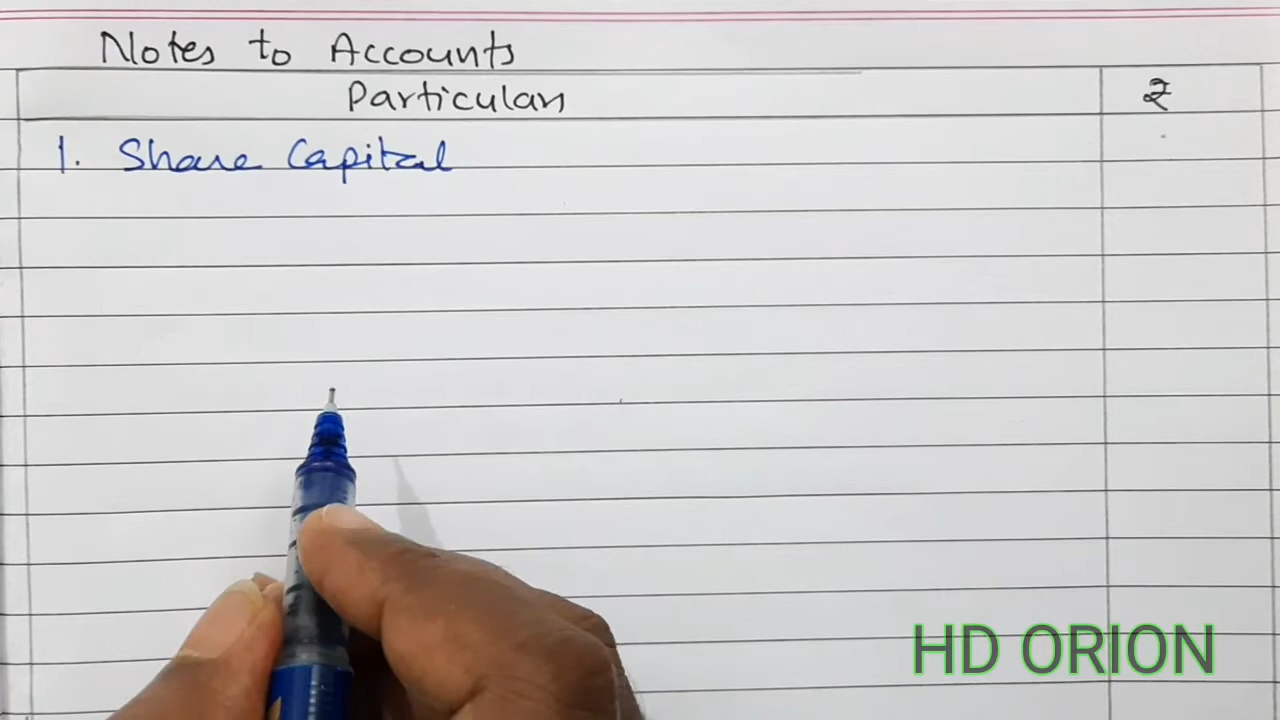 Notes to Accounts
Particulars ₹
1. Share Capital
HD ORION